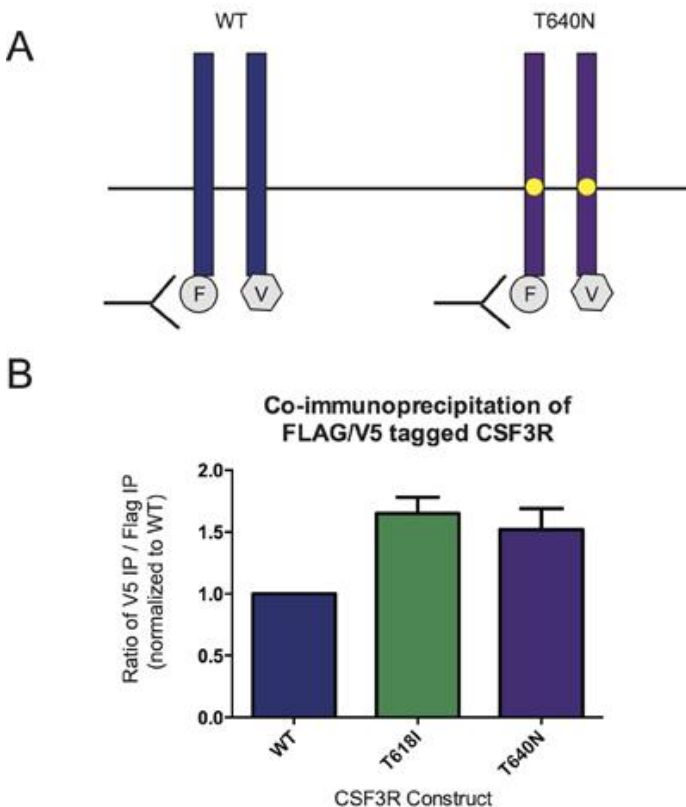 A
WT
T640N
F
V
F
V
B
Co-immunoprecipitation of
FLAG/V5 tagged CSF3R
Ratio of V5 IP / Flag IP
(normalized to WT)
2.0
1.5
1.0
0.5
0.0
WT
T618I
T640N
CSF3R Construct